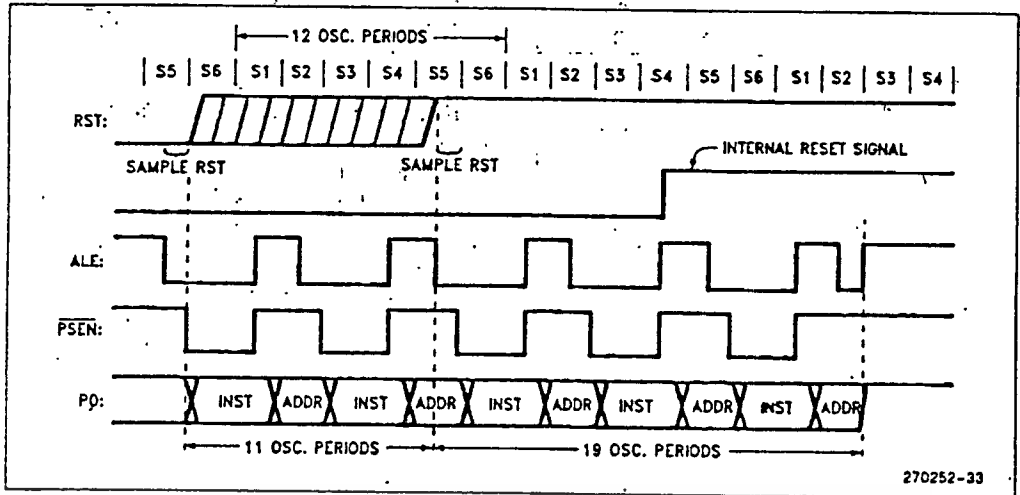 12 OSC. PERIODS
S5 S6 S1 S2 S3 S4 S5 S6 S1 S2 S3 S4 S5 S6 S1 S2 S3 S4
RST:
SAMPLE RST SAMPLE RST
INTERNAL RESET SIGNAL
ALE:
PSEN:
P0: INST ADDR INST ADDR INST ADDR INST ADDR INST ADDR
11 OSC. PERIODS 19 OSC. PERIODS
270252-33